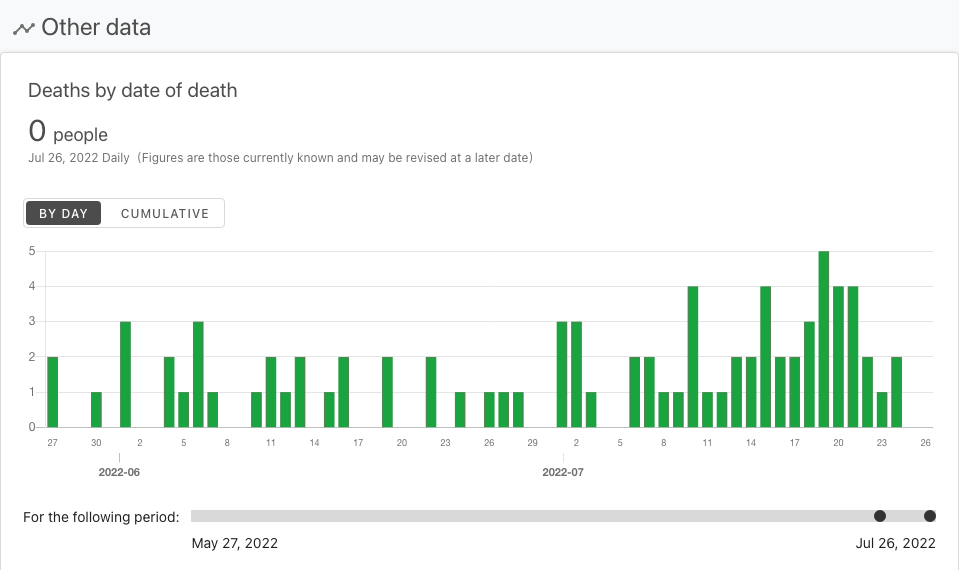 Other data
Deaths by date of death
0 people
Jul 26, 2022 Daily (Figures are those currently known and may be revised at a later date)
BY DAY CUMULATIVE
5
4
3
2
1
0
27 30 2 5 8 11 14 17 20 23 26 29 2 5 8 11 14 17 20 23 26
2022-06 2022-07
For the following period:
May 27, 2022 Jul 26, 2022